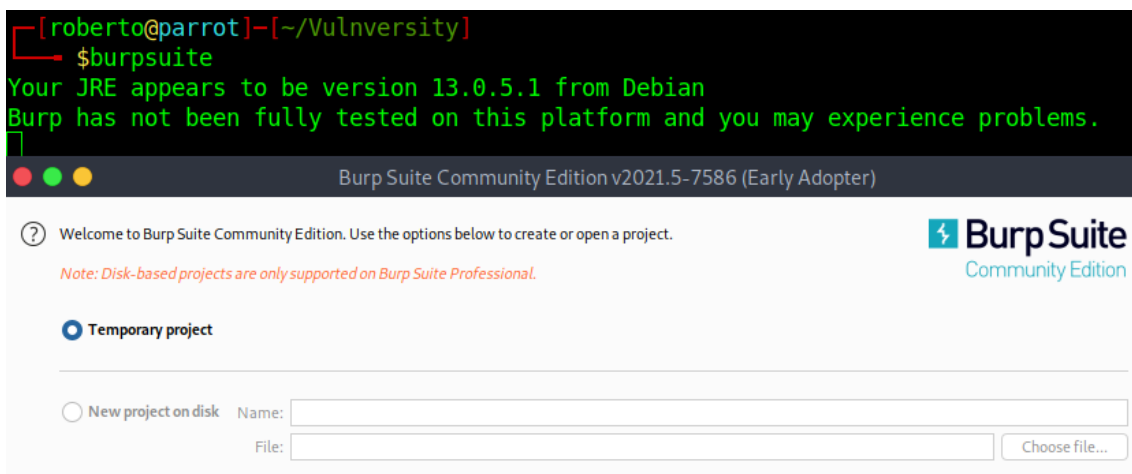 [roberto@parrot]-[~/Vulnversity]
$burpsuite
Your JRE appears to be version 13.0.5.1 from Debian
Burp has not been fully tested on this platform and you may experience problems.
Burp Suite Community Edition v2021.5-7586 (Early Adopter)
? Welcome to Burp Suite Community Edition. Use the options below to create or open a project.
Note: Disk-based projects are only supported on Burp Suite Professional.
Burp Suite
Community Edition
Temporary project
New project on disk Name:
File: Choose file...